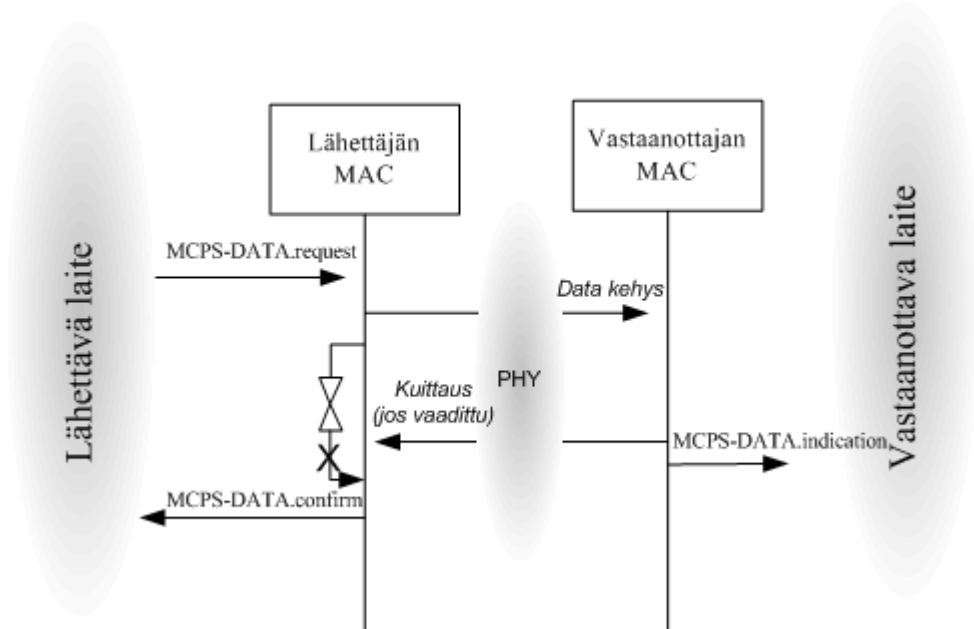 Lähettäjän
MAC
Vastaanottajan
MAC
MCPS-DATA.request
Data kehys
Lähettävä laite
PHY
Kuittaus
(jos vaadittu)
Vastaanottava laite
MCPS-DATA.indication
MCPS-DATA.confirm